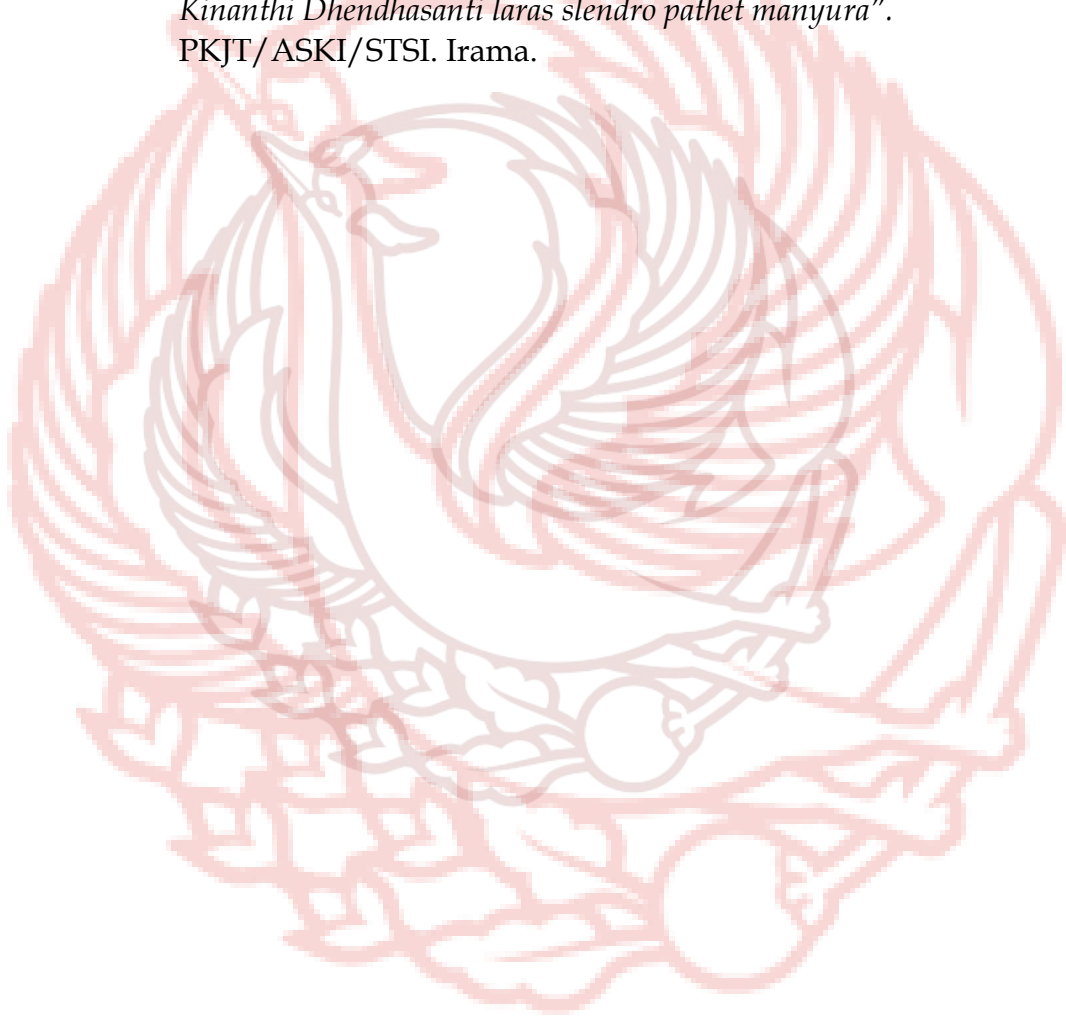 Kinanthi Dhendhasanti laras slendro pathet manyura".
PKJT/ASKI/STSI. Irama.